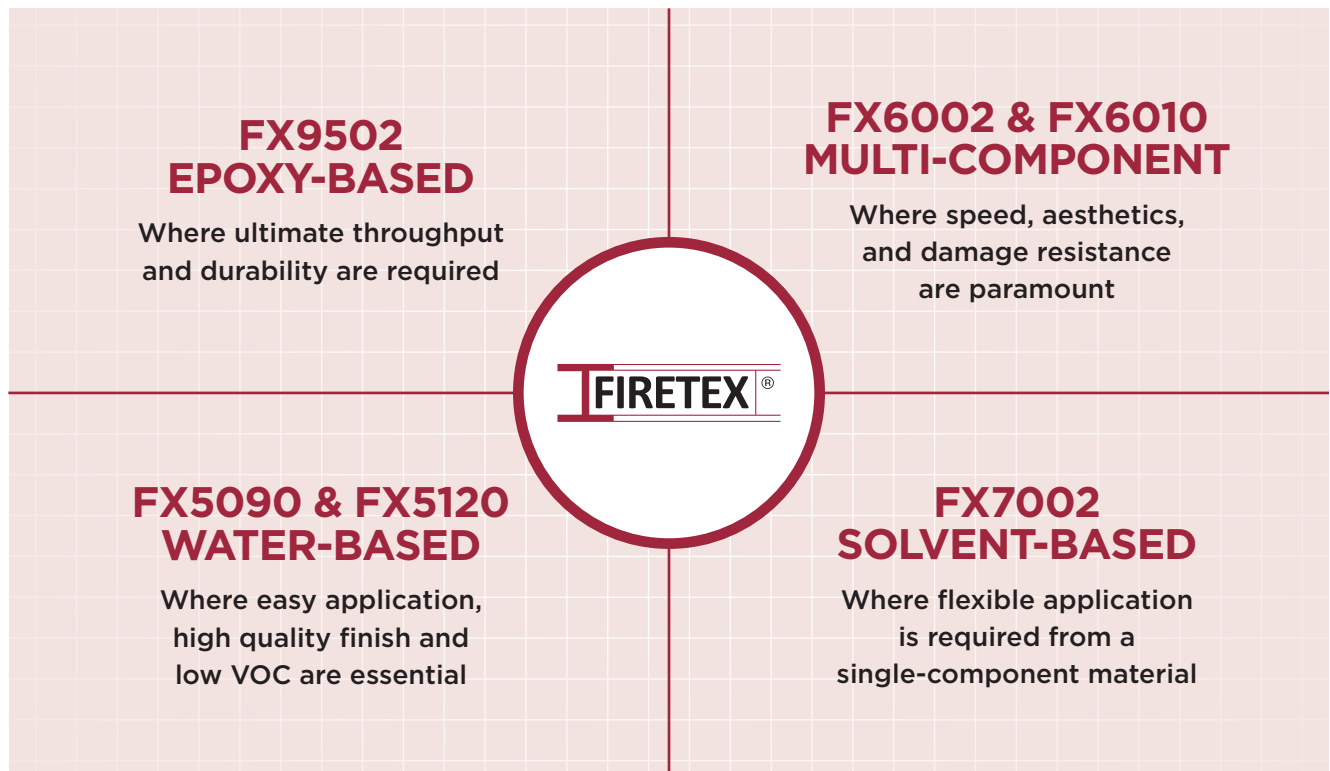 FX9502
EPOXY-BASED
Where ultimate throughput
and durability are required
FX6002 & FX6010
MULTI-COMPONENT
Where speed, aesthetics,
and damage resistance
are paramount
FIRETEX®
FX5090 & FX5120
WATER-BASED
Where easy application,
high quality finish and
low VOC are essential
FX7002
SOLVENT-BASED
Where flexible application
is required from a
single-component material